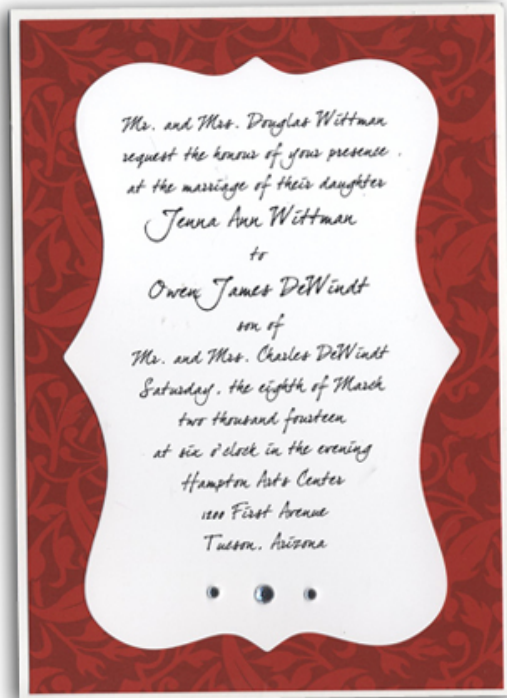 Mr. and Mrs. Douglas Wittman
request the honour of your presence
at the marriage of their daughter
Jenna Ann Wittman
to
Owen James DeWindt
son of
Mr. and Mrs. Charles DeWindt
Saturday, the eighth of March
two thousand fourteen
at six o'clock in the evening
Hampton Arts Center
1200 First Avenue
Tucson, Arizona